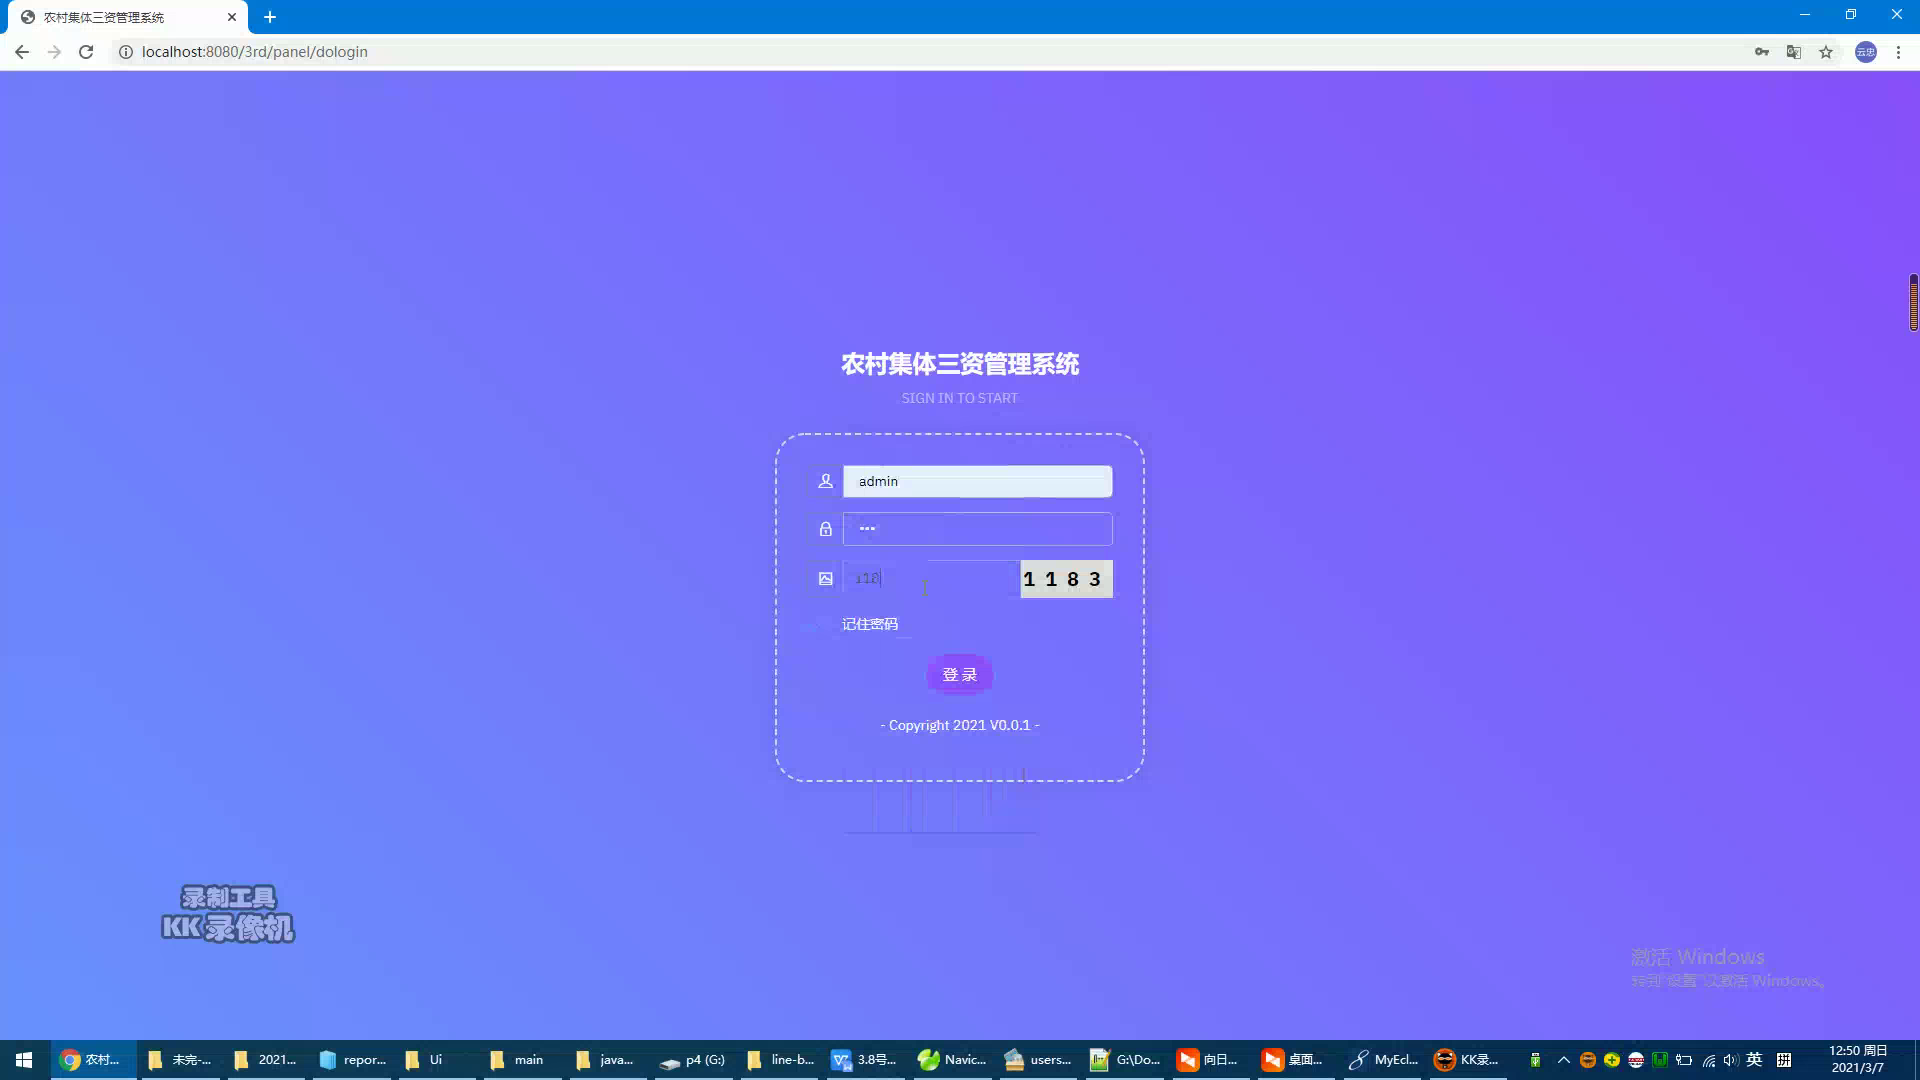 农村集体三资管理系统
localhost:8080/3rd/panel/dologin
云忠
农村集体三资管理系统
SIGN IN TO START
admin
118
1 1 8 3
记住密码
登 录
- Copyright 2021 V0.0.1 -
录制工具
KK 录像机
激活 Windows
转到"设置"以激活 Windows。
农村...
未完-...
2021...
repor...
Ui
main
java...
p4 (G:)
line-b...
3.8号...
Navic...
users...
G:\Do...
向日...
桌面...
MyEcl...
KK录...
英
拼
12:50 周日
2021/3/7